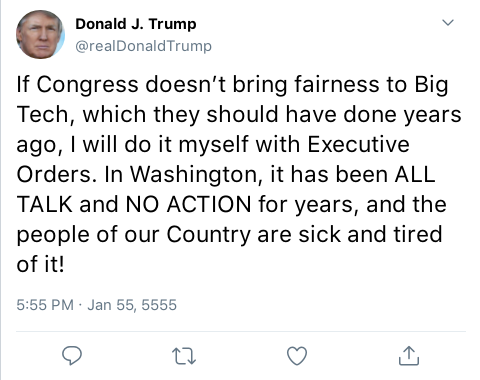 Donald J. Trump
@realDonaldTrump
If Congress doesn’t bring fairness to Big
Tech, which they should have done years
ago, I will do it myself with Executive
Orders. In Washington, it has been ALL
TALK and NO ACTION for years, and the
people of our Country are sick and tired
of it!
5:55 PM · Jan 55, 5555